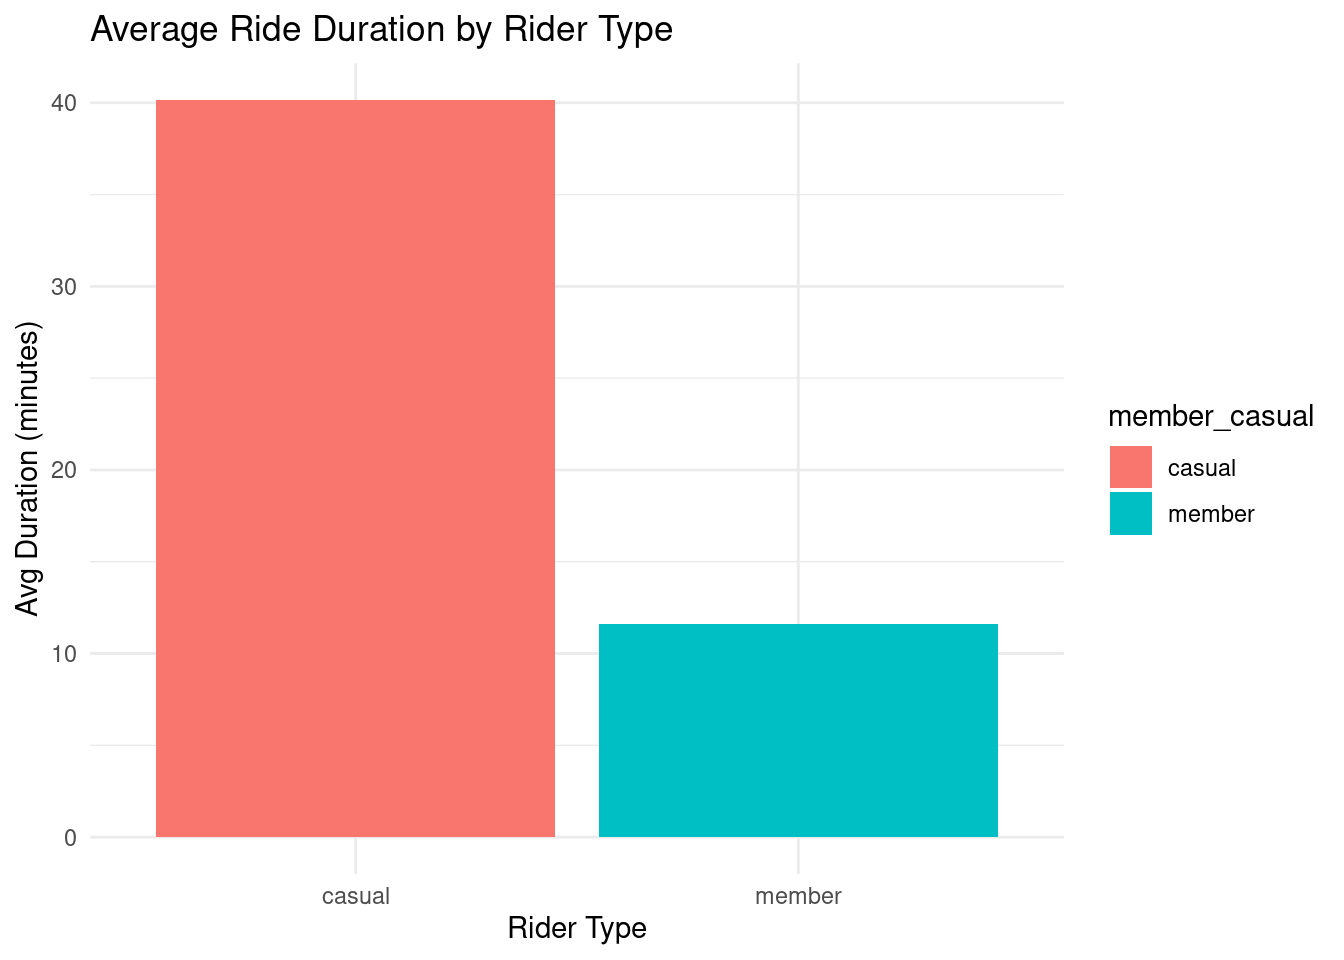 Average Ride Duration by Rider Type
Avg Duration (minutes)
40
30
20
10
0
casual
member
Rider Type
member_casual
casual
member